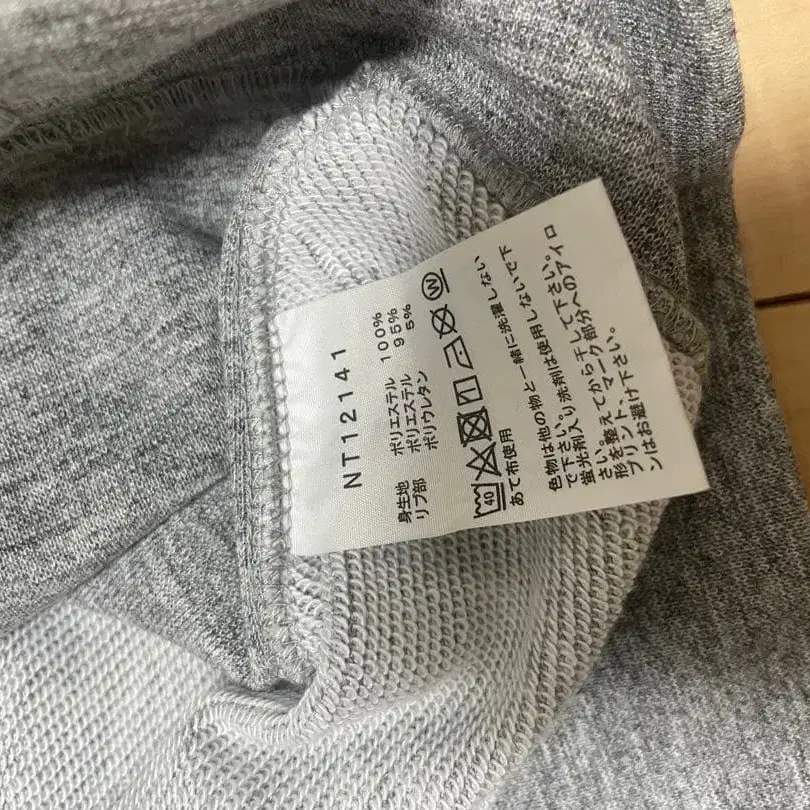 NT12141
身生地 ポリエステル 100%
リブ部 ポリエステル 95%
ポリウレタン 5%
40 W
あて布使用
色物は他の物と一緒に洗濯しない
で下さい。
蛍光剤入り洗剤は使用しないで下
さい。
形を整えてから干して下さい。
プリント、マーク部分へのアイロ
ンはお避け下さい。